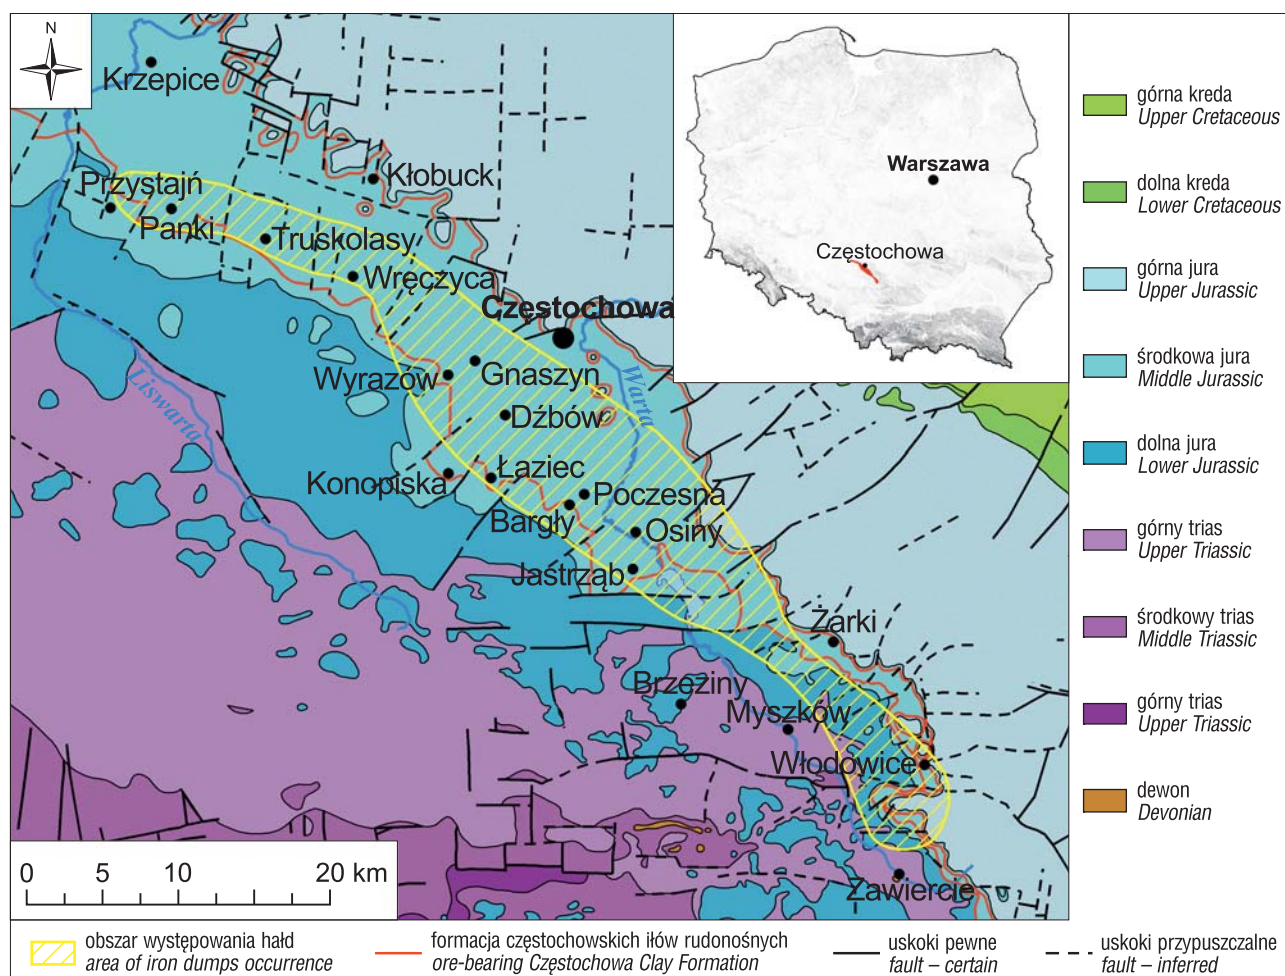 N
Krzepice
Kłobuck
Przystajń
Panki
Truskolasy
Wręczyca
Częstochowa
Wyrazów
Gnaszyn
Dźbów
Liswarta
Warta
Konopiska
Łaziec
Poczesna
Bargły
Osiny
Jastrząb
Żarki
Brzeziny
Myszków
Włodowice
Zawiercie
Warszawa
Częstochowa
0 5 10 20 km
górna kreda
Upper Cretaceous
dolna kreda
Lower Cretaceous
górna jura
Upper Jurassic
środkowa jura
Middle Jurassic
dolna jura
Lower Jurassic
górny trias
Upper Triassic
środkowy trias
Middle Triassic
górny trias
Upper Triassic
dewon
Devonian
obszar występowania hałd
area of iron dumps occurrence
formacja częstochowskich iłów rudonośnych
ore-bearing Częstochowa Clay Formation
uskoki pewne
fault – certain
uskoki przypuszczalne
fault – inferred